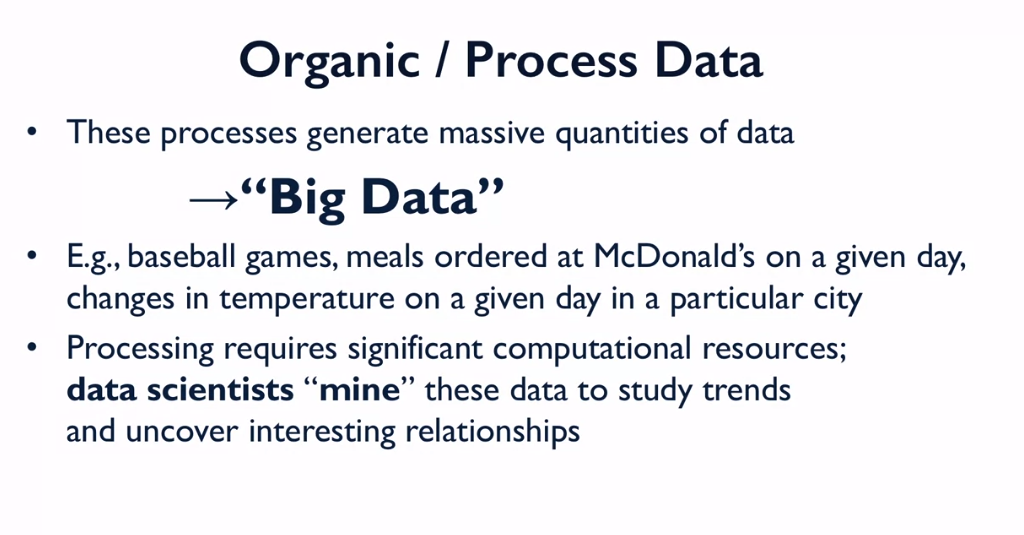 Organic / Process Data
• These processes generate massive quantities of data
→“Big Data”
• E.g., baseball games, meals ordered at McDonald’s on a given day,
changes in temperature on a given day in a particular city
• Processing requires significant computational resources;
data scientists “mine” these data to study trends
and uncover interesting relationships